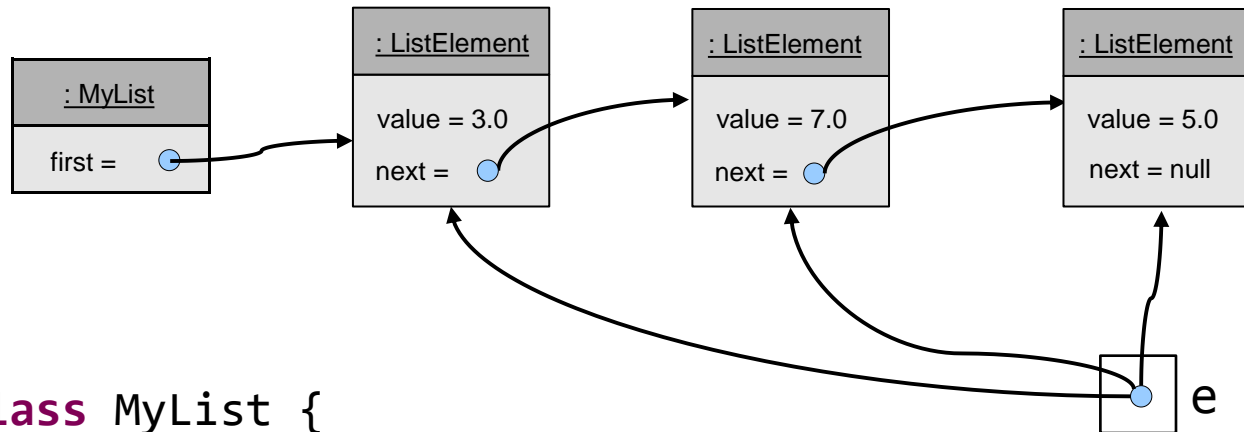 : MyList
first =
: ListElement
value = 3.0
next =
: ListElement
value = 7.0
next =
: ListElement
value = 5.0
next = null
e
lass MyList {